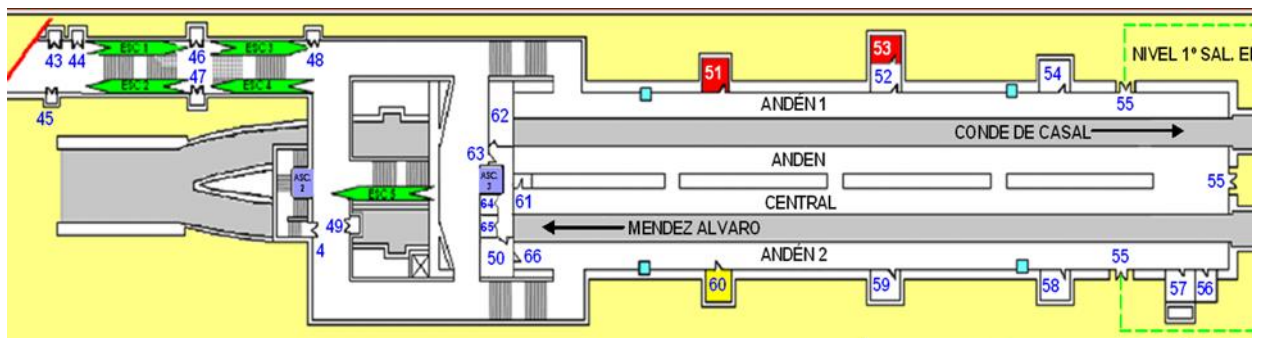 43
44
ESC 1
46
ESC 3
48
45
ESC 2
47
ESC 4
51
53
52
54
NIVEL 1º SAL. E
ANDÉN 1
55
62
CONDE DE CASAL
63
ANDEN
ASC. 2
ESC 5
ASC. 3
61
55
64
CENTRAL
49
65
MENDEZ ALVARO
4
50
66
ANDÉN 2
55
60
59
58
57
56